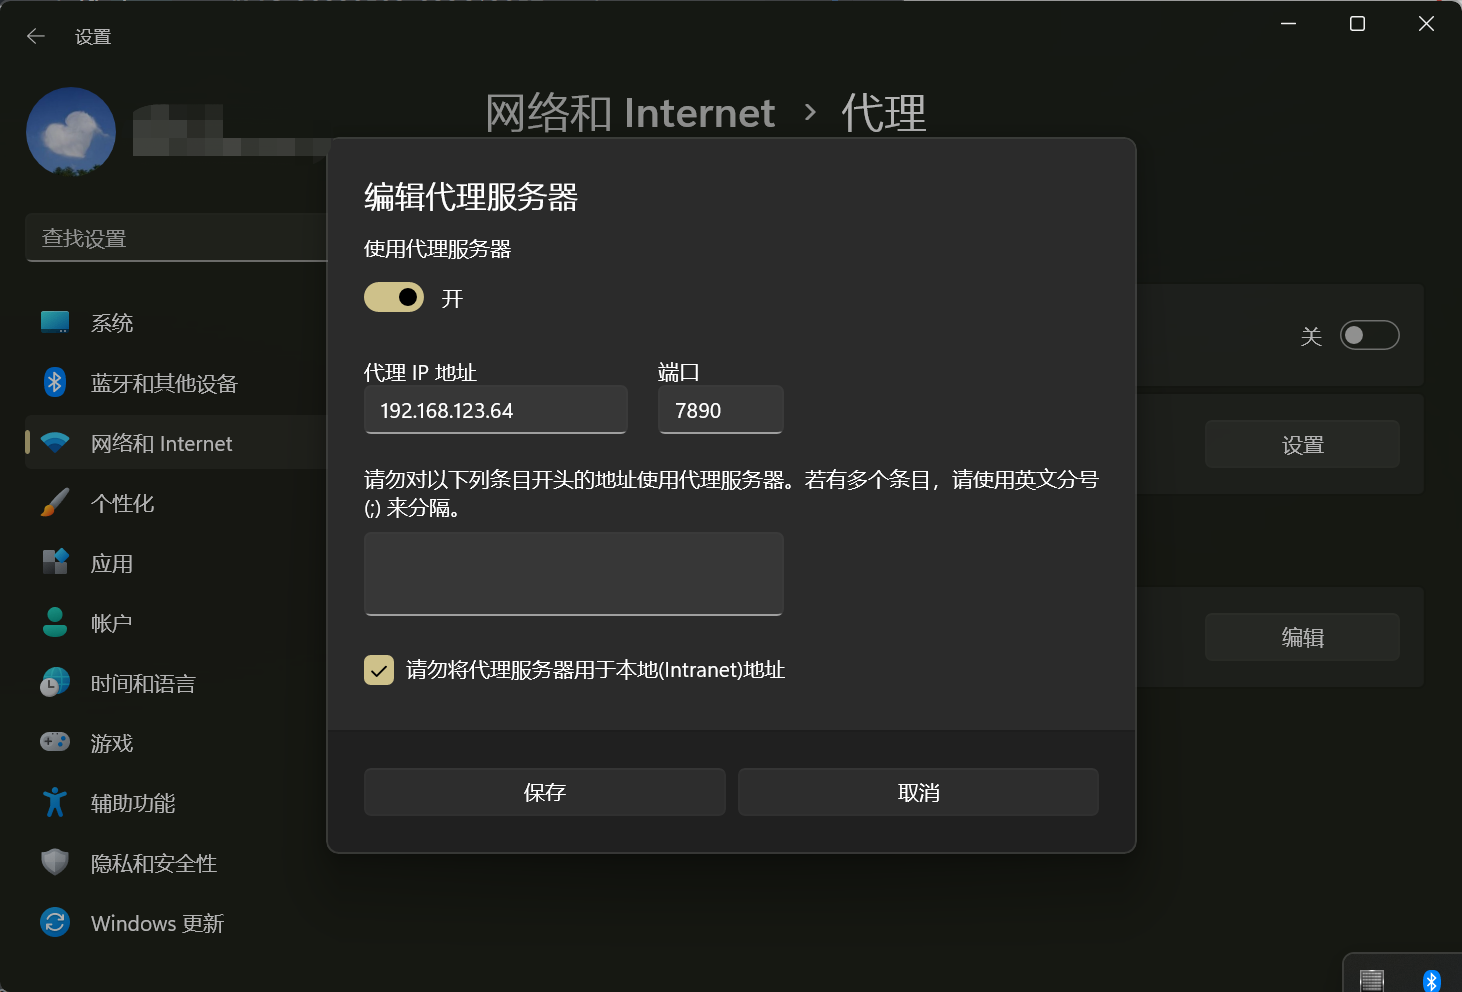 设置
网络和 Internet › 代理
查找设置
系统
蓝牙和其他设备
网络和 Internet
个性化
应用
帐户
时间和语言
游戏
辅助功能
隐私和安全性
Windows 更新
编辑代理服务器
使用代理服务器
开
代理 IP 地址
端口
192.168.123.64
7890
请勿对以下列条目开头的地址使用代理服务器。若有多个条目，请使用英文分号
(;) 来分隔。
请勿将代理服务器用于本地(Intranet)地址
保存
取消
关
设置
编辑